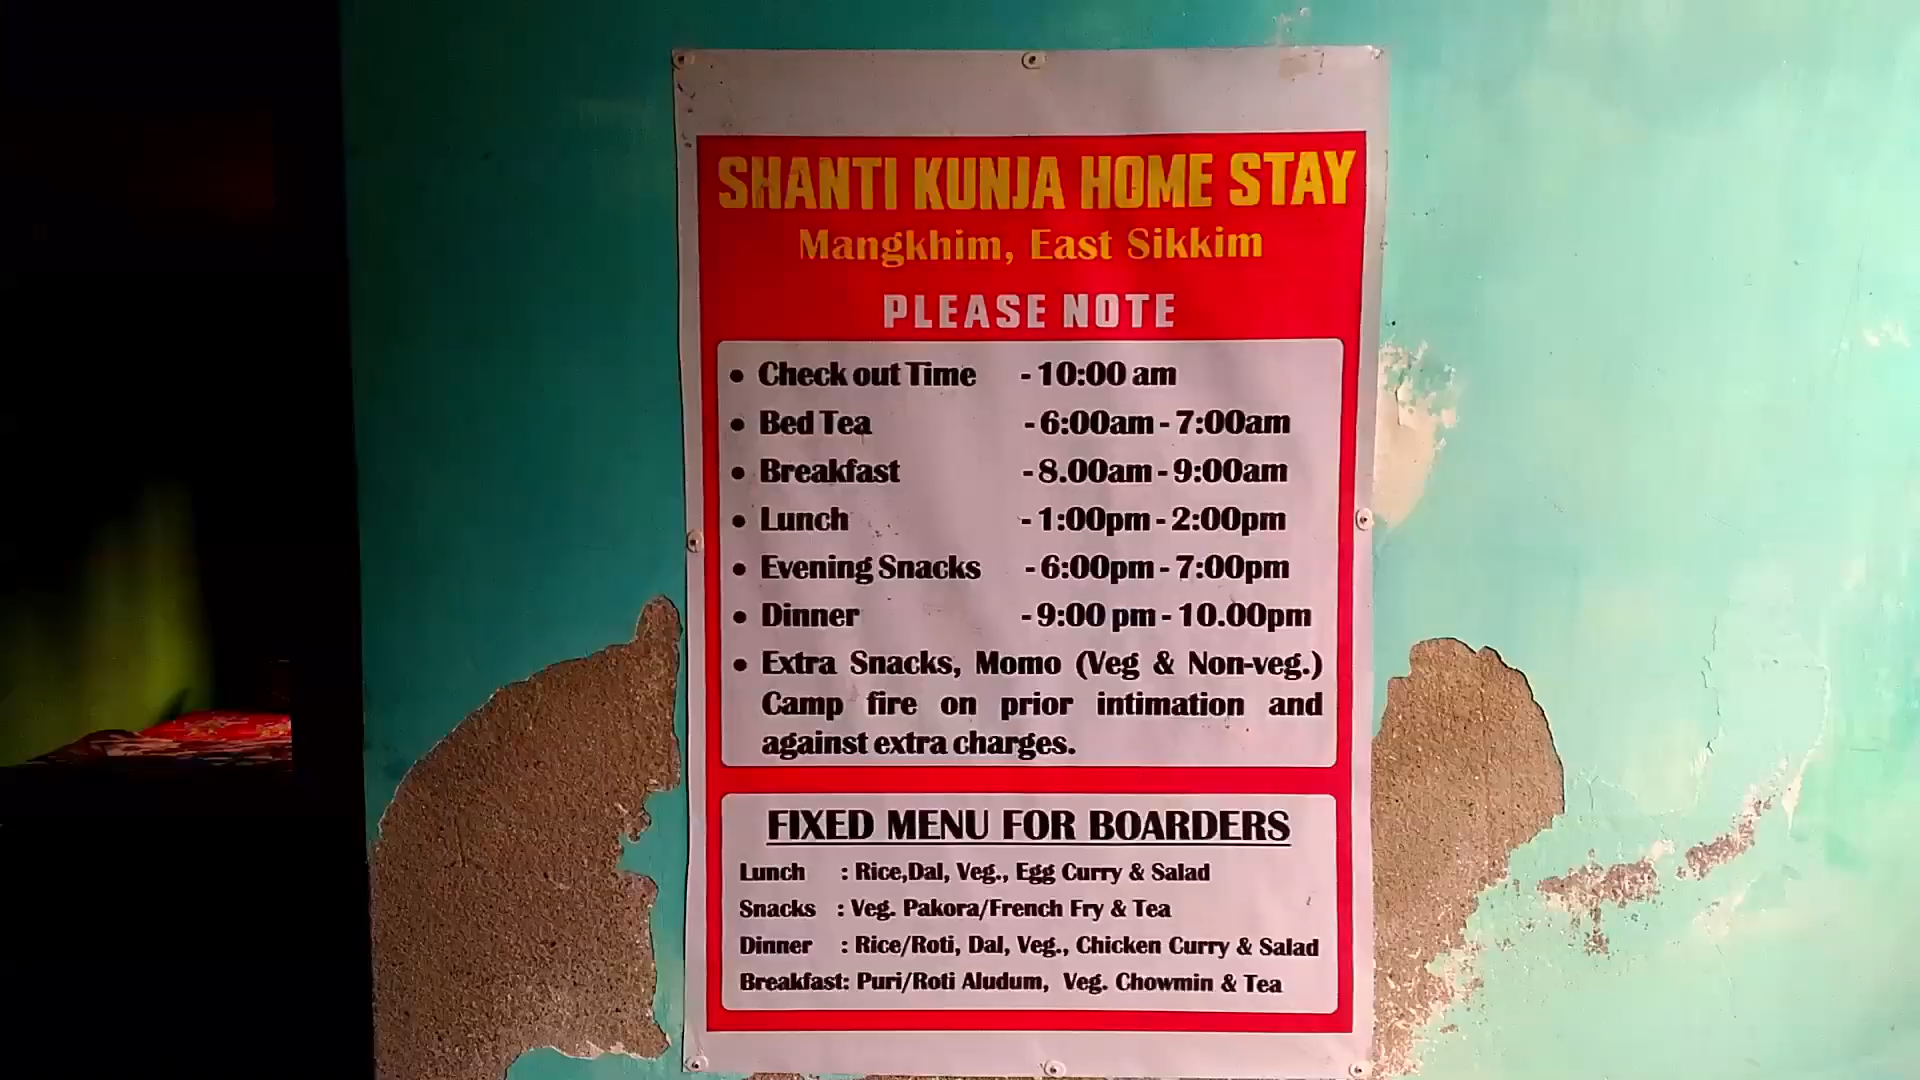 SHANTI KUNJA HOME STAY
Mangkhim, East Sikkim
PLEASE NOTE
• Check out Time - 10:00 am
• Bed Tea - 6:00am - 7:00am
• Breakfast - 8.00am - 9:00am
• Lunch - 1:00pm - 2:00pm
• Evening Snacks - 6:00pm - 7:00pm
• Dinner - 9:00 pm - 10.00pm
• Extra Snacks, Momo (Veg & Non-veg.)
Camp fire on prior intimation and
against extra charges.
FIXED MENU FOR BOARDERS
Lunch : Rice,Dal, Veg., Egg Curry & Salad
Snacks : Veg. Pakora/French Fry & Tea
Dinner : Rice/Roti, Dal, Veg., Chicken Curry & Salad
Breakfast: Puri/Roti Aludum, Veg. Chowmin & Tea